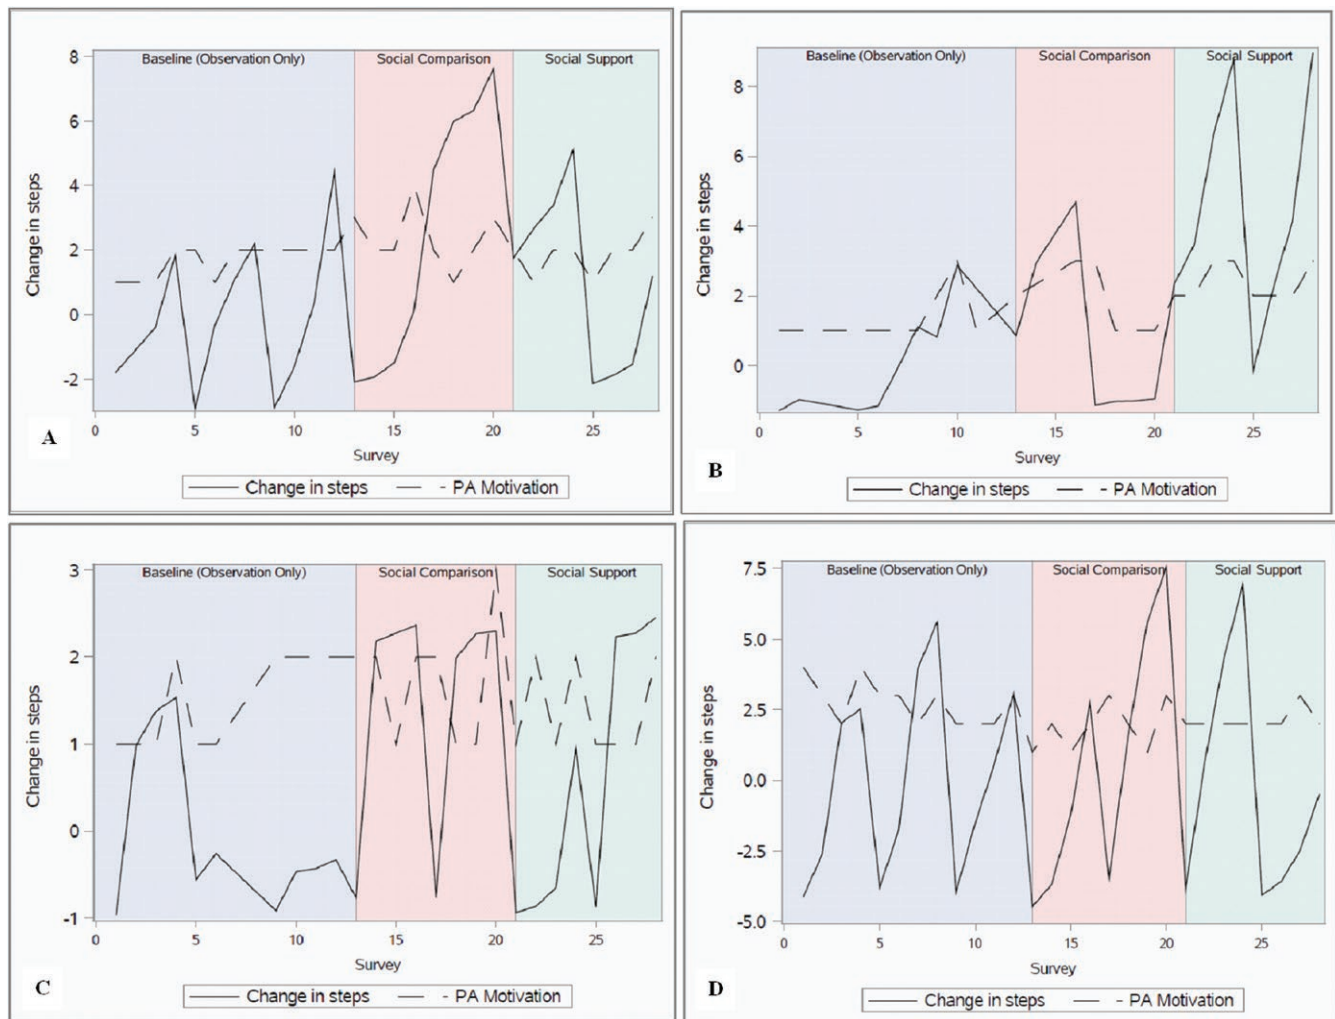 Baseline (Observation Only) Social Comparison Social Support
8
6
4
2
0
-2
Change in steps
0 5 10 15 20 25
Survey
A
Change in steps - PA Motivation
Baseline (Observation Only) Social Comparison Social Support
8
6
4
2
0
Change in steps
0 5 10 15 20 25
Survey
B
Change in steps - PA Motivation
Baseline (Observation Only) Social Comparison Social Support
3
2
1
0
-1
Change in steps
0 5 10 15 20 25
Survey
C
Change in steps - PA Motivation
Baseline (Observation Only) Social Comparison Social Support
7.5
5.0
2.5
0.0
-2.5
-5.0
Change in steps
0 5 10 15 20 25
Survey
D
Change in steps - PA Motivation